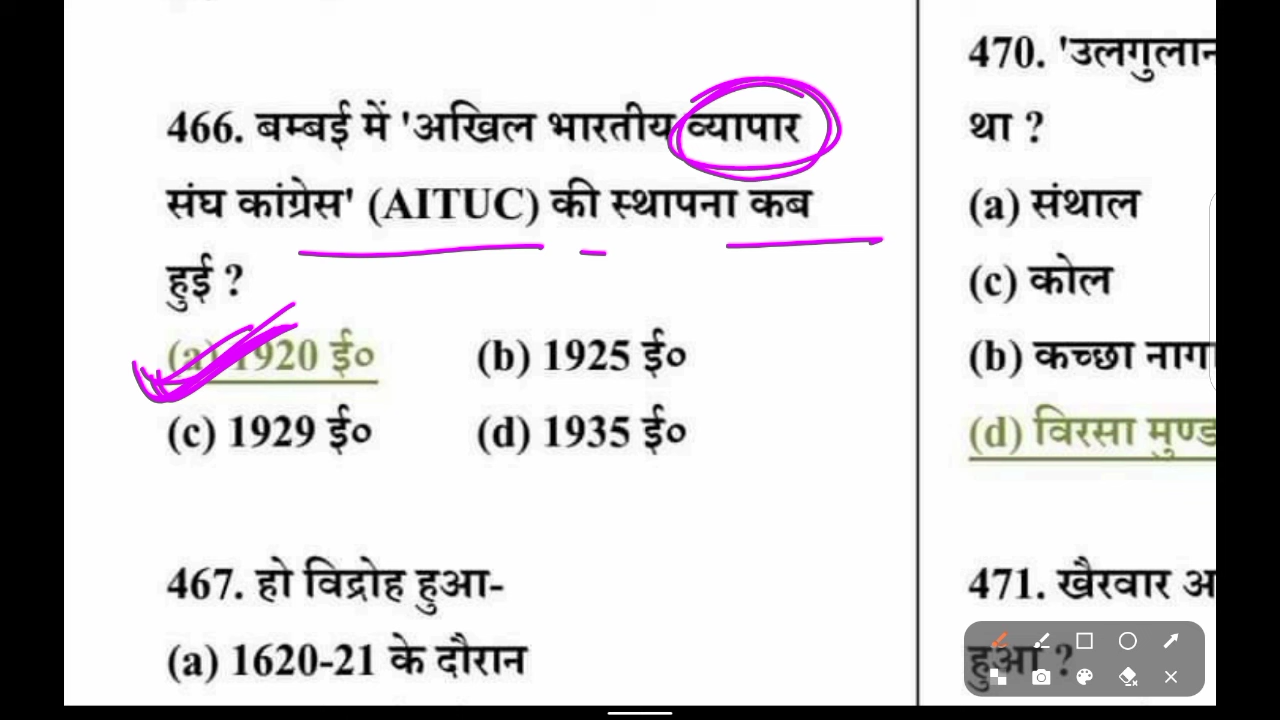 466. बम्बई में 'अखिल भारतीय व्यापार
संघ कांग्रेस' (AITUC) की स्थापना कब
हुई ?
(a) 1920 ई० (b) 1925 ई०
(c) 1929 ई० (d) 1935 ई०
467. हो विद्रोह हुआ-
(a) 1620-21 के दौरान
470. 'उलगुलान
था ?
(a) संथाल
(c) कोल
(b) कच्छा नाग
(d) विरसा मुण्ड
471. खैरवार अ
हुआ ?